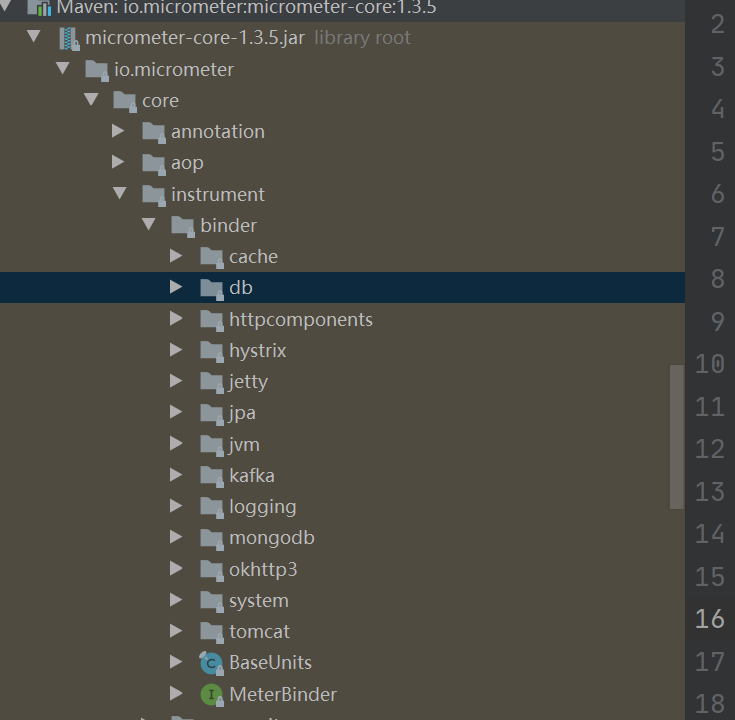 Maven: io.micrometer:micrometer-core:1.3.5
micrometer-core-1.3.5.jar library root
io.micrometer
core
annotation
aop
instrument
binder
cache
db
httpcomponents
hystrix
jetty
jpa
jvm
kafka
logging
mongodb
okhttp3
system
tomcat
C BaseUnits
I MeterBinder
2
3
4
5
6
7
8
9
10
11
12
13
14
15
16
17
18